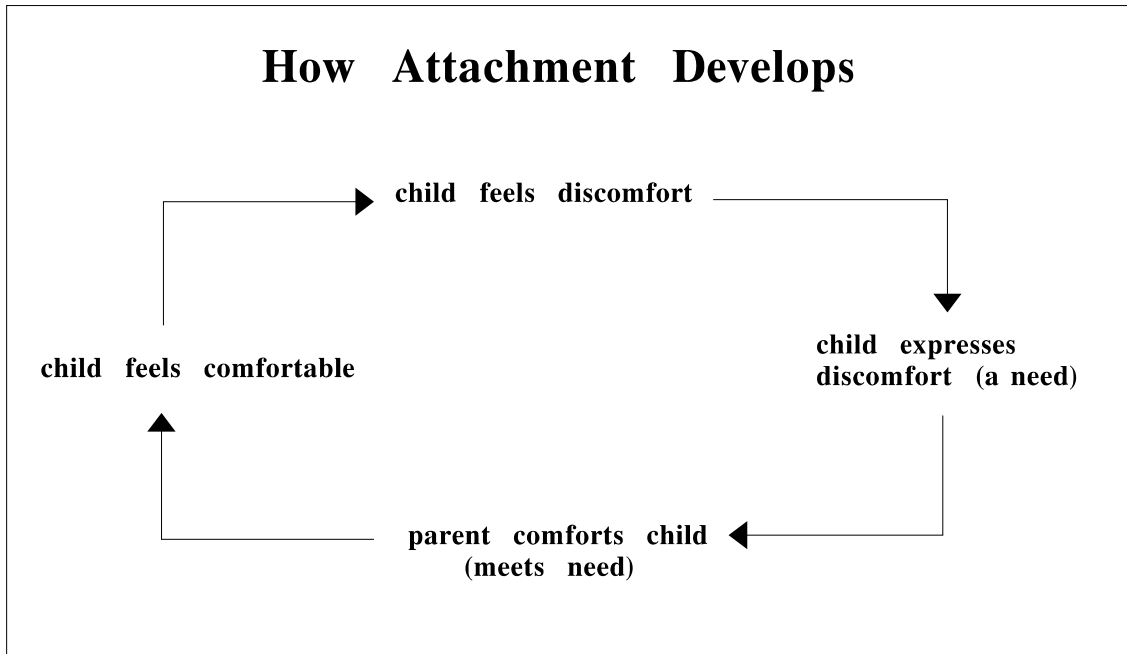 How Attachment Develops
child feels discomfort
child expresses
discomfort (a need)
parent comforts child
(meets need)
child feels comfortable